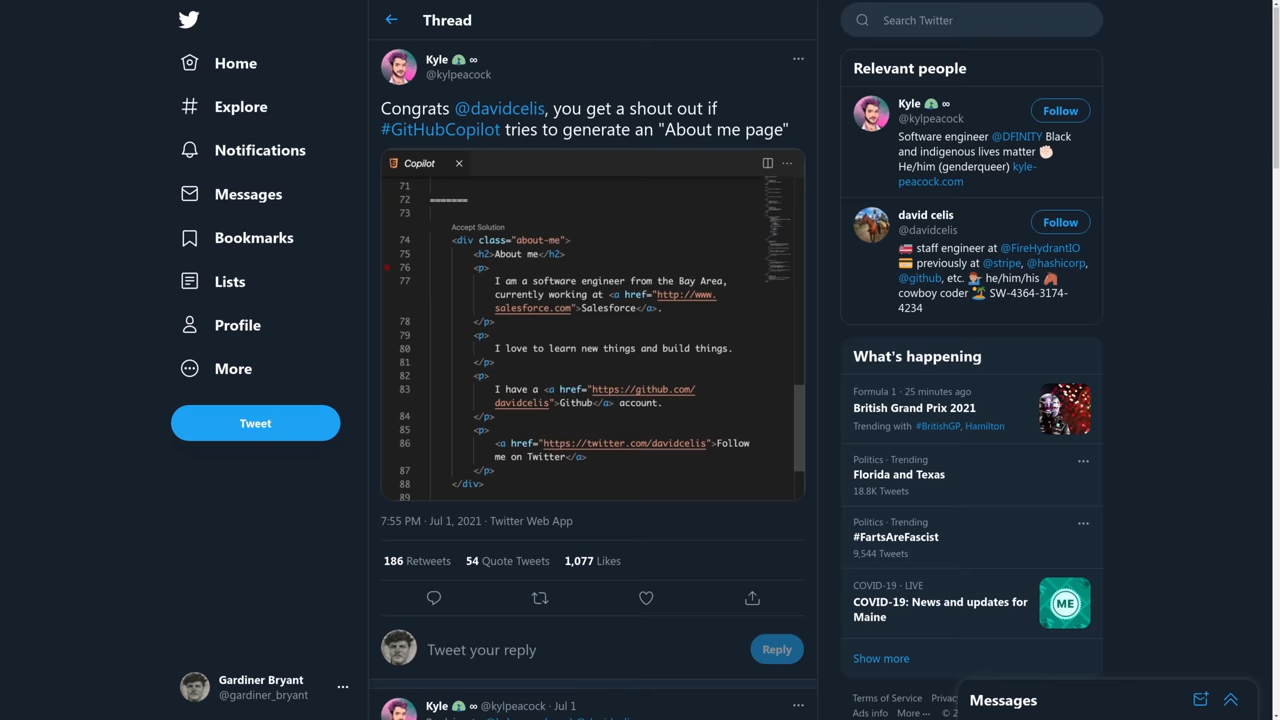 Home
Explore
Notifications
Messages
Bookmarks
Lists
Profile
More
Tweet
Gardiner Bryant
@gardiner_bryant
Thread
Kyle ∞
@kylpeacock
Congrats @davidcelis, you get a shout out if
#GitHubCopilot tries to generate an "About me page"
Copilot
71
72 =======
73
Accept Solution
74 <div class="about-me">
75 <h2>About me</h2>
76 <p>
77 I am a software engineer from the Bay Area,
currently working at <a href="http://www.
salesforce.com">Salesforce</a>.
78 </p>
79 <p>
80 I love to learn new things and build things.
81 </p>
82 <p>
83 I have a <a href="https://github.com/
davidcelis">Github</a> account.
84 </p>
85 <p>
86 <a href="https://twitter.com/davidcelis">Follow
me on Twitter</a>
87 </p>
88 </div>
89
7:55 PM · Jul 1, 2021 · Twitter Web App
186 Retweets 54 Quote Tweets 1,077 Likes
Tweet your reply
Reply
Kyle ∞ @kylpeacock · Jul 1
Search Twitter
Relevant people
Kyle ∞
@kylpeacock
Follow
Software engineer @DFINITY Black
and indigenous lives matter
He/him (genderqueer) kyle-
peacock.com
david celis
@davidcelis
Follow
staff engineer at @FireHydrantIO
previously at @stripe, @hashicorp,
@github, etc. he/him/his
cowboy coder SW-4364-3174-
4234
What's happening
Formula 1 · 25 minutes ago
British Grand Prix 2021
Trending with #BritishGP, Hamilton
Politics · Trending
Florida and Texas
18.8K Tweets
Politics · Trending
#FartsAreFascist
9,544 Tweets
COVID-19 · LIVE
COVID-19: News and updates for
Maine
ME
Show more
Terms of Service
Ads info More
Messages